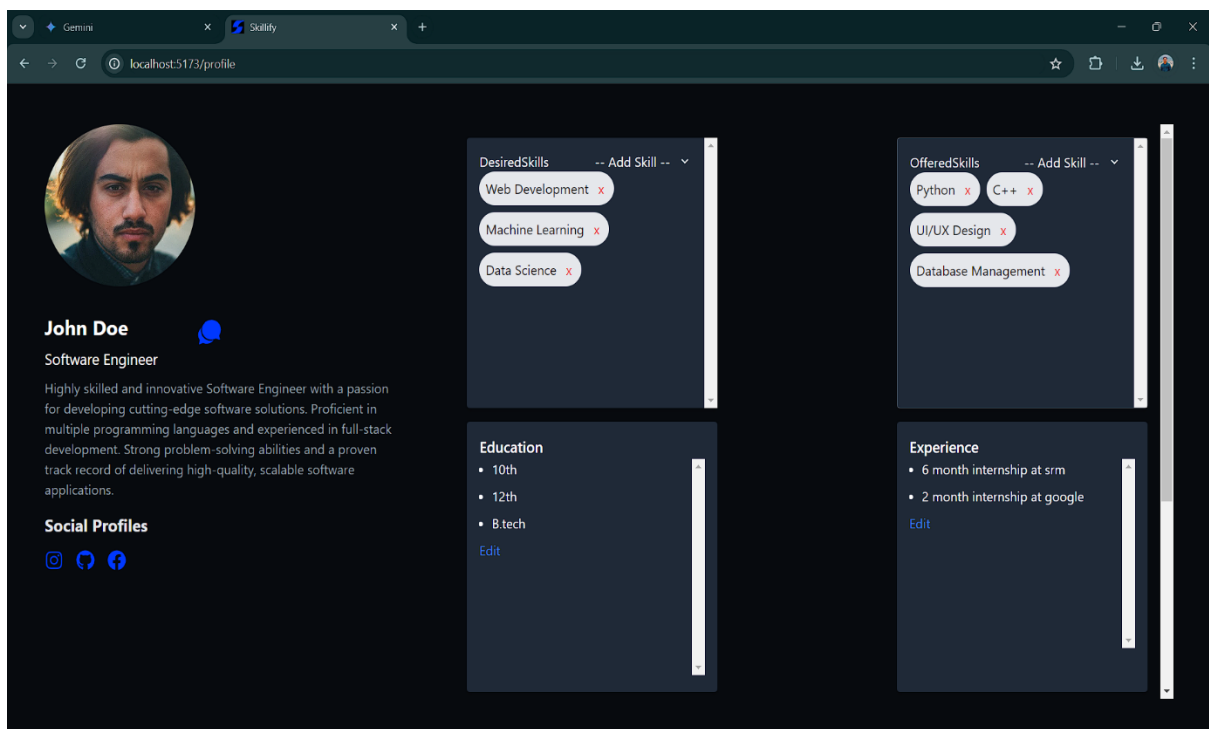 Gemini
Skillify
localhost:5173/profile
John Doe
Software Engineer
Highly skilled and innovative Software Engineer with a passion
for developing cutting-edge software solutions. Proficient in
multiple programming languages and experienced in full-stack
development. Strong problem-solving abilities and a proven
track record of delivering high-quality, scalable software
applications.
Social Profiles
DesiredSkills -- Add Skill --
Web Development x
Machine Learning x
Data Science x
OfferedSkills -- Add Skill --
Python x C++ x
UI/UX Design x
Database Management x
Education
• 10th
• 12th
• B.tech
Edit
Experience
• 6 month internship at srm
• 2 month internship at google
Edit